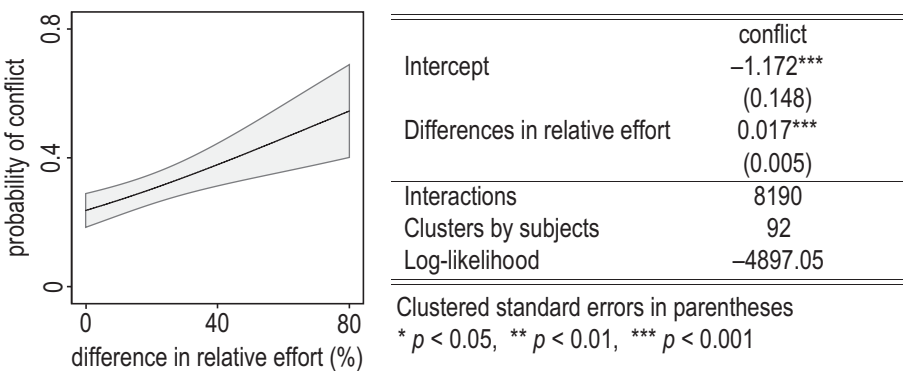 0.8
0.4
0
probability of conflict
0
40
80
difference in relative effort (%)
conflict
Intercept –1.172***
(0.148)
Differences in relative effort 0.017***
(0.005)
Interactions 8190
Clusters by subjects 92
Log-likelihood –4897.05
Clustered standard errors in parentheses
* p < 0.05, ** p < 0.01, *** p < 0.001